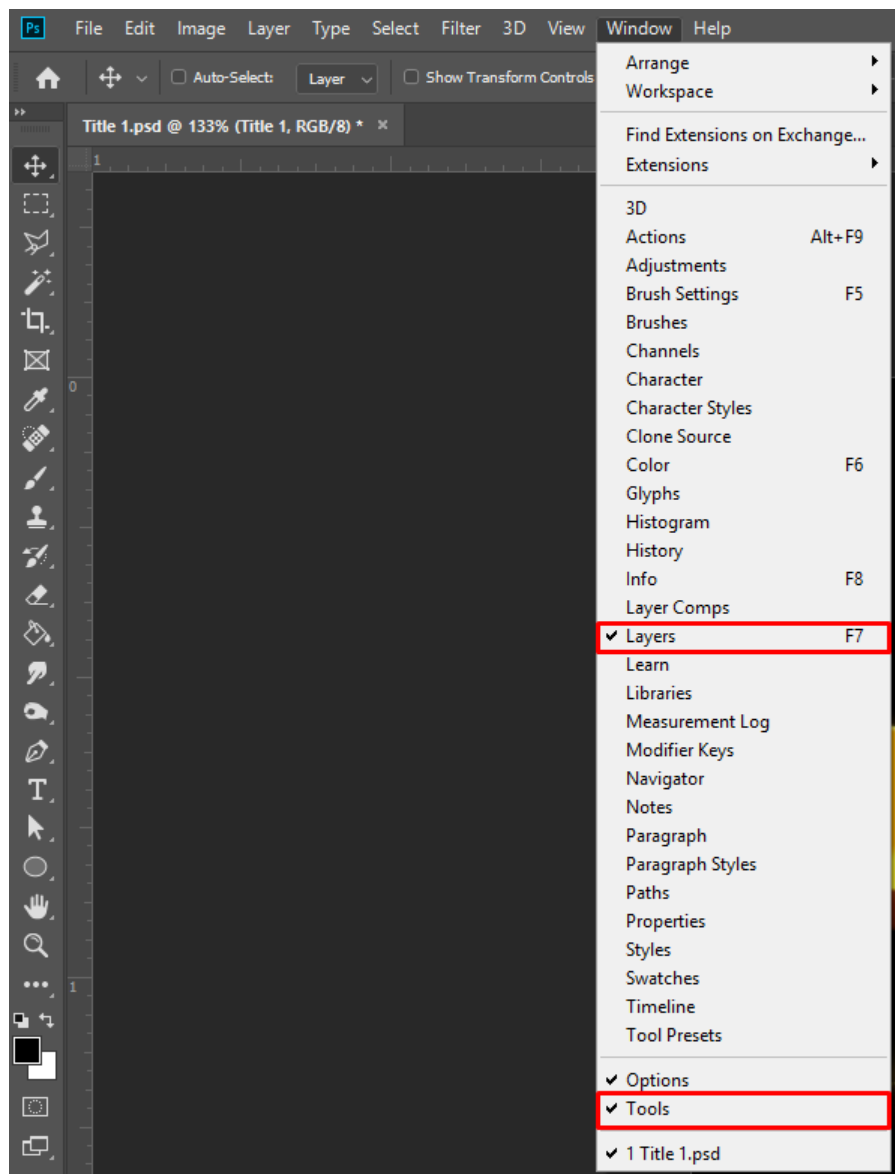 Ps File Edit Image Layer Type Select Filter 3D View Window Help
Auto-Select: Layer Show Transform Controls
Title 1.psd @ 133% (Title 1, RGB/8) * ×
1
0
1
T
Arrange
Workspace
Find Extensions on Exchange...
Extensions
3D
Actions Alt+F9
Adjustments
Brush Settings F5
Brushes
Channels
Character
Character Styles
Clone Source
Color F6
Glyphs
Histogram
History
Info F8
Layer Comps
Layers F7
Learn
Libraries
Measurement Log
Modifier Keys
Navigator
Notes
Paragraph
Paragraph Styles
Paths
Properties
Styles
Swatches
Timeline
Tool Presets
Options
Tools
1 Title 1.psd